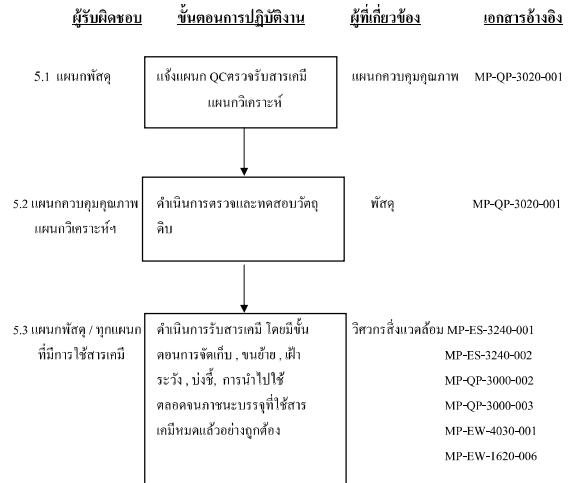 ผู้รับผิดชอบ ขั้นตอนการปฏิบัติงาน ผู้ที่เกี่ยวข้อง เอกสารอ้างอิง
5.1 แผนกพัสดุ แจ้งแผนก QCตรวจรับสารเคมี แผนกควบคุมคุณภาพ MP-QP-3020-001
แผนกวิเคราะห์
5.2 แผนกควบคุมคุณภาพ ดำเนินการตรวจและทดสอบวัตถุ พัสดุ MP-QP-3020-001
แผนกวิเคราะห์ฯ ดิบ
5.3 แผนกพัสดุ / ทุกแผนก ดำเนินการรับสารเคมี โดยมีขั้น วิศวกรสิ่งแวดล้อม MP-ES-3240-001
ที่มีการใช้สารเคมี ตอนการจัดเก็บ , ขนย้าย , เฝ้า MP-ES-3240-002
ระวัง , บ่งชี้, การนำไปใช้ MP-QP-3000-002
ตลอดจนภาชนะบรรจุที่ใช้สาร MP-QP-3000-003
เคมีหมดแล้วอย่างถูกต้อง MP-EW-4030-001
MP-EW-1620-006